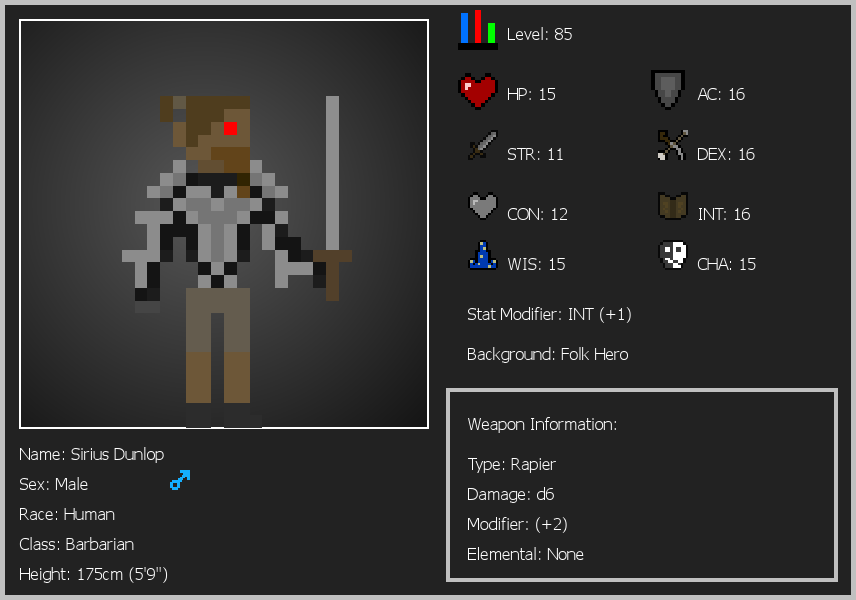 Level: 85
HP: 15
AC: 16
STR: 11
DEX: 16
CON: 12
INT: 16
WIS: 15
CHA: 15
Stat Modifier: INT (+1)
Background: Folk Hero
Weapon Information:
Type: Rapier
Damage: d6
Modifier: (+2)
Elemental: None
Name: Sirius Dunlop
Sex: Male
Race: Human
Class: Barbarian
Height: 175cm (5'9")